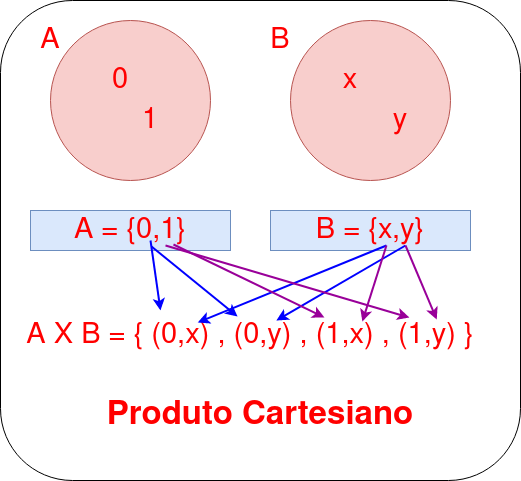 A
B
0
x
1
y
A = {0,1}
B = {x,y}
A X B = { (0,x) , (0,y) , (1,x) , (1,y) }
Produto Cartesiano